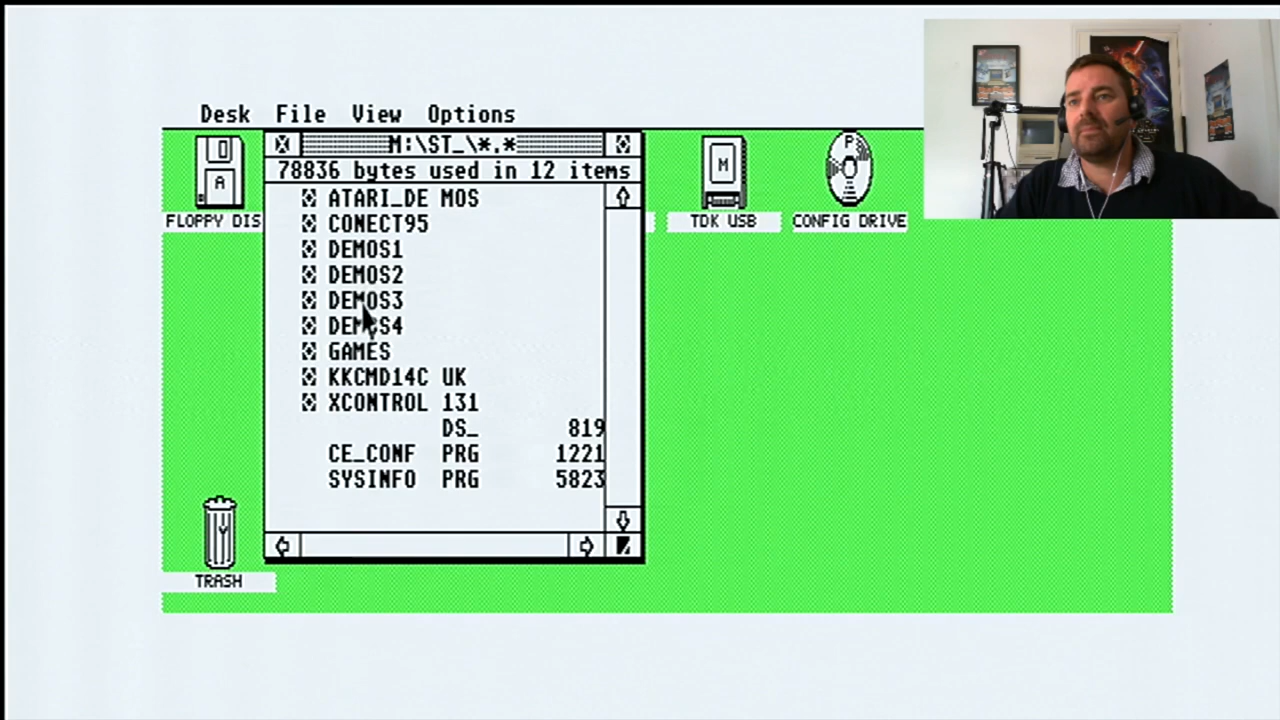 Desk File View Options
M:\ST_\*.*
78836 bytes used in 12 items
ATARI_DE MOS
CONECT95
DEMOS1
DEMOS2
DEMOS3
DEMOS4
GAMES
KKCMD14C UK
XCONTROL 131
DS_ 819
CE_CONF PRG 1221
SYSINFO PRG 5823
A
FLOPPY DIS
M
TDK USB
P
CONFIG DRIVE
TRASH